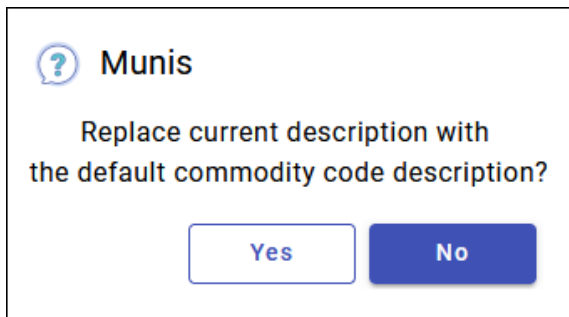 Munis
Replace current description with
the default commodity code description?
Yes No